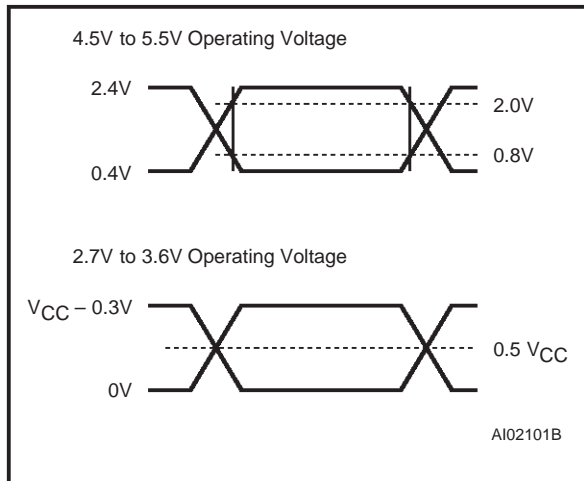 4.5V to 5.5V Operating Voltage
2.4V
2.0V
0.8V
0.4V
2.7V to 3.6V Operating Voltage
VCC – 0.3V
0.5 VCC
0V
AI02101B